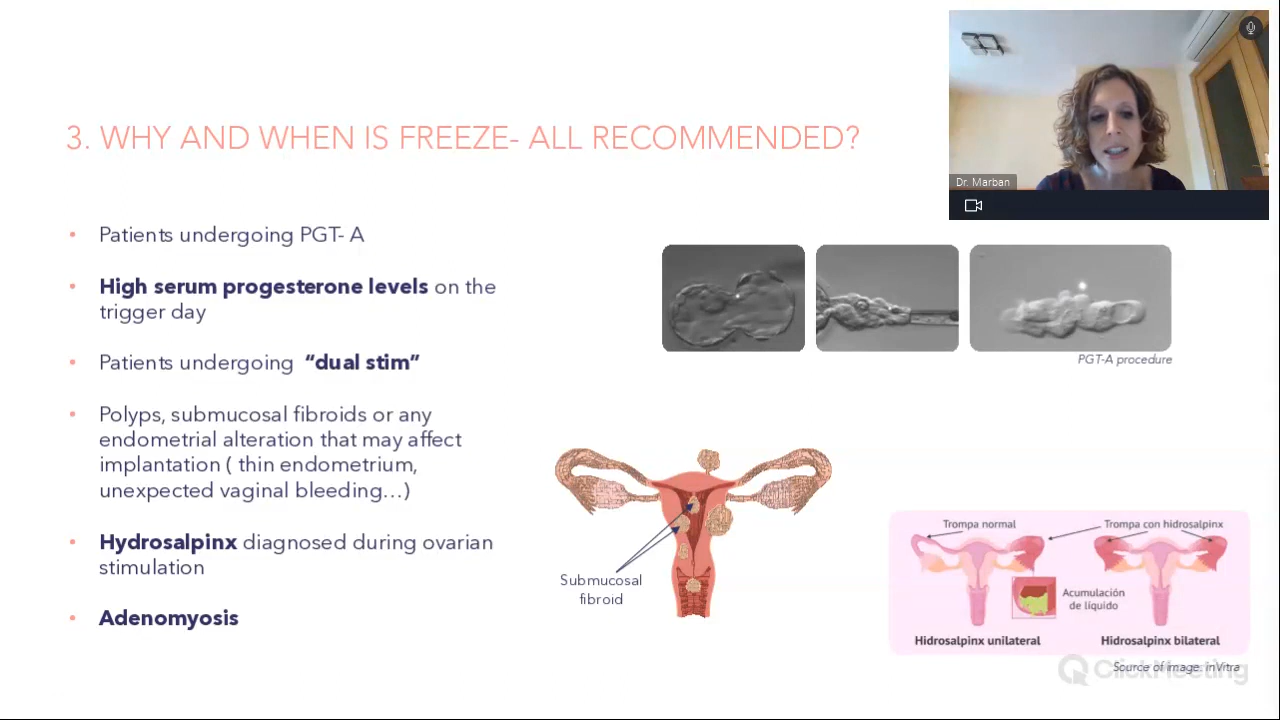 3. WHY AND WHEN IS FREEZE- ALL RECOMMENDED?
Dr. Marban
• Patients undergoing PGT- A
• High serum progesterone levels on the
trigger day
• Patients undergoing “dual stim”
• Polyps, submucosal fibroids or any
endometrial alteration that may affect
implantation ( thin endometrium,
unexpected vaginal bleeding…)
• Hydrosalpinx diagnosed during ovarian
stimulation
• Adenomyosis
PGT-A procedure
Submucosal
fibroid
Trompa normal
Trompa con hidrosalpinx
Acumulación
de líquido
Hidrosalpinx unilateral
Hidrosalpinx bilateral
Source of image: inVitra
ClickMeeting